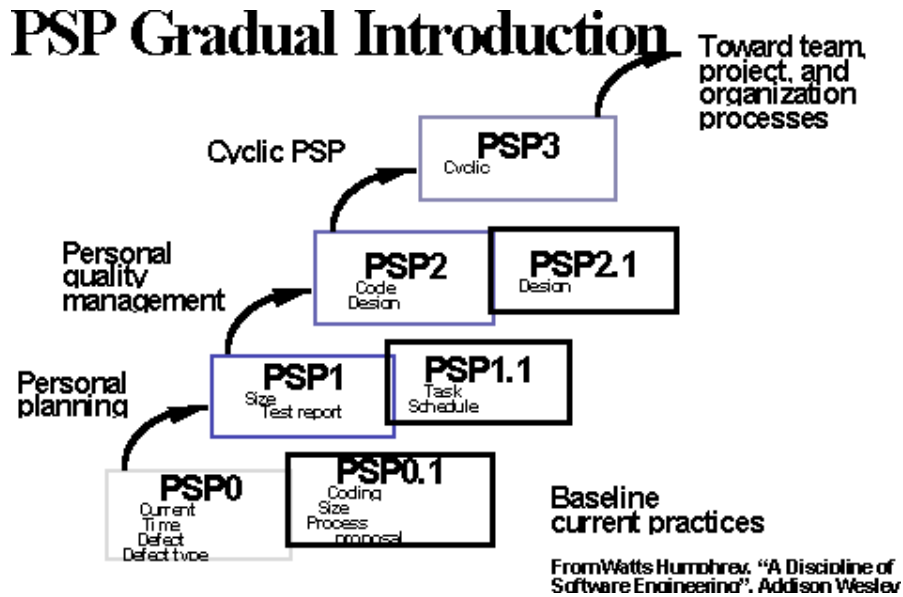 PSP Gradual Introduction
Toward team,
project, and
organization
processes
Cyclic PSP
PSP3
Cyclic
Personal
quality
management
PSP2
Code
Design
PSP2.1
Design
Personal
planning
PSP1
Size
Test report
PSP1.1
Task
Schedule
PSP0
Current
Time
Defect
Defect type
PSP0.1
Coding
Size
Process
proposal
Baseline
current practices
From Watts Humphrey. “A Discipline of
Software Engineering”. Addison Wesley